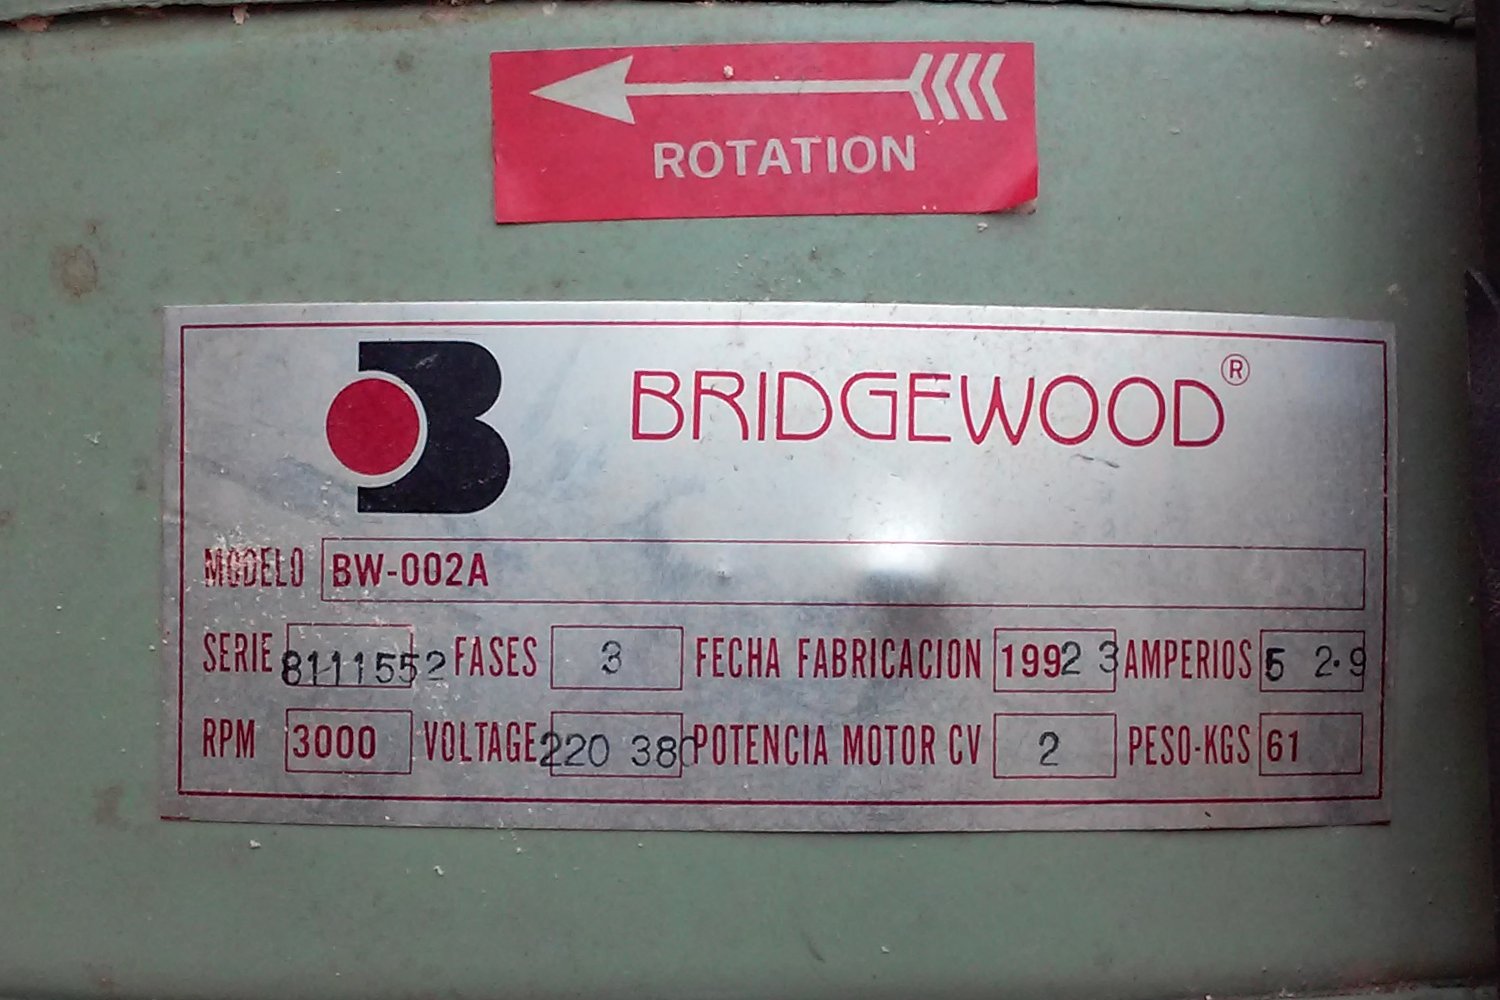 ROTATION
BRIDGEWOOD®
MODELO BW-002A
SERIE 8111552 FASES 3 FECHA FABRICACION 1992 3 AMPERIOS 5 2.9
RPM 3000 VOLTAGE 220 380 POTENCIA MOTOR CV 2 PESO-KGS 61